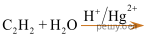 C₂H₂ + H₂O H⁺/Hg²⁺